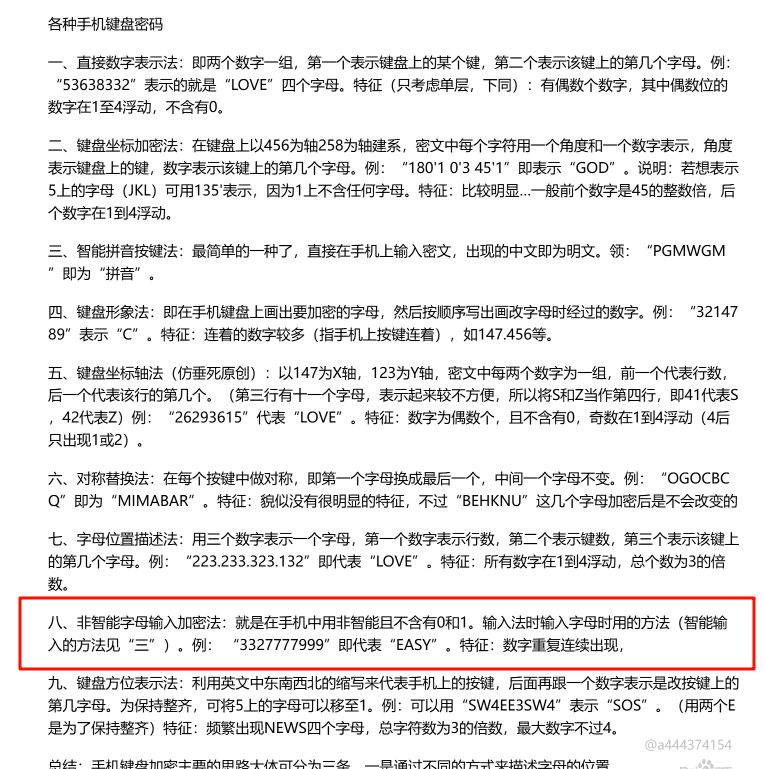 各种手机键盘密码
一、直接数字表示法：即两个数字一组，第一个表示键盘上的某个键，第二个表示该键上的第几个字母。例：
“53638332”表示的就是“LOVE”四个字母。特征（只考虑单层，下同）：有偶数个数字，其中偶数位的
数字在1至4浮动，不含有0。
二、键盘坐标加密法：在键盘上以456为轴258为轴建系，密文中每个字符用一个角度和一个数字表示，角度
表示键盘上的键，数字表示该键上的第几个字母。例：“180'1 0'3 45'1”即表示“GOD”。说明：若想表示
5上的字母（JKL）可用135'表示，因为1上不含任何字母。特征：比较明显...一般前个数字是45的整数倍，后
个数字在1到4浮动。
三、智能拼音按键法：最简单的一种了，直接在手机上输入密文，出现的中文即为明文。领：“PGMWGM
”即为“拼音”。
四、键盘形象法：即在手机键盘上画出要加密的字母，然后按顺序写出画改字母时经过的数字。例：“32147
89”表示“C”。特征：连着的数字较多（指手机上按键连着），如147.456等。
五、键盘坐标轴法（仿垂死原创）：以147为X轴，123为Y轴，密文中每两个数字为一组，前一个代表行数，
后一个代表该行的第几个。（第三行有十一个字母，表示起来较不方便，所以将S和Z当作第四行，即41代表S
，42代表Z）例：“26293615”代表“LOVE”。特征：数字为偶数个，且不含有0，奇数在1到4浮动（4后
只出现1或2）。
六、对称替换法：在每个按键中做对称，即第一个字母换成最后一个，中间一个字母不变。例：“OGOCBC
Q”即为“MIMABAR”。特征：貌似没有很明显的特征，不过“BEHKNU”这几个字母加密后是不会改变的
七、字母位置描述法：用三个数字表示一个字母，第一个数字表示行数，第二个表示键数，第三个表示该键上
的第几个字母。例：“223.233.323.132”即代表“LOVE”。特征：所有数字在1到4浮动，总个数为3的倍
数。
八、非智能字母输入加密法：就是在手机中用非智能且不含有0和1。输入法时输入字母时用的方法（智能输
入的方法见“三”）。例：“3327777999”即代表“EASY”。特征：数字重复连续出现，
九、键盘方位表示法：利用英文中东南西北的缩写来代表手机上的按键，后面再跟一个数字表示是改按键上的
第几字母。为保持整齐，可将5上的字母可以移至1。例：可以用“SW4EE3SW4”表示“SOS”。（用两个E
是为了保持整齐）特征：频繁出现NEWS四个字母，总字符数为3的倍数，最大数字不过4。
@a444374154
总结：手机键盘加密主要的思路大体可分为三条，一是通过不同的方式来描述字母的位置